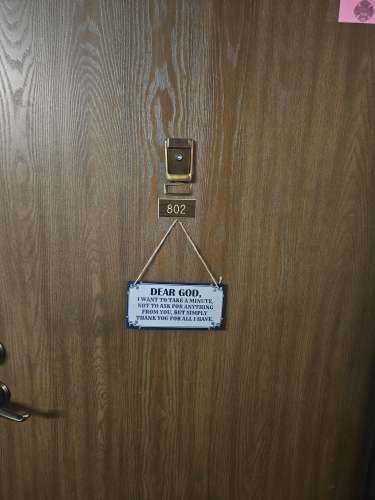 802
DEAR GOD,
I WANT TO TAKE A MINUTE,
NOT TO ASK FOR ANYTHING
FROM YOU, BUT SIMPLY
THANK YOU FOR ALL I HAVE.